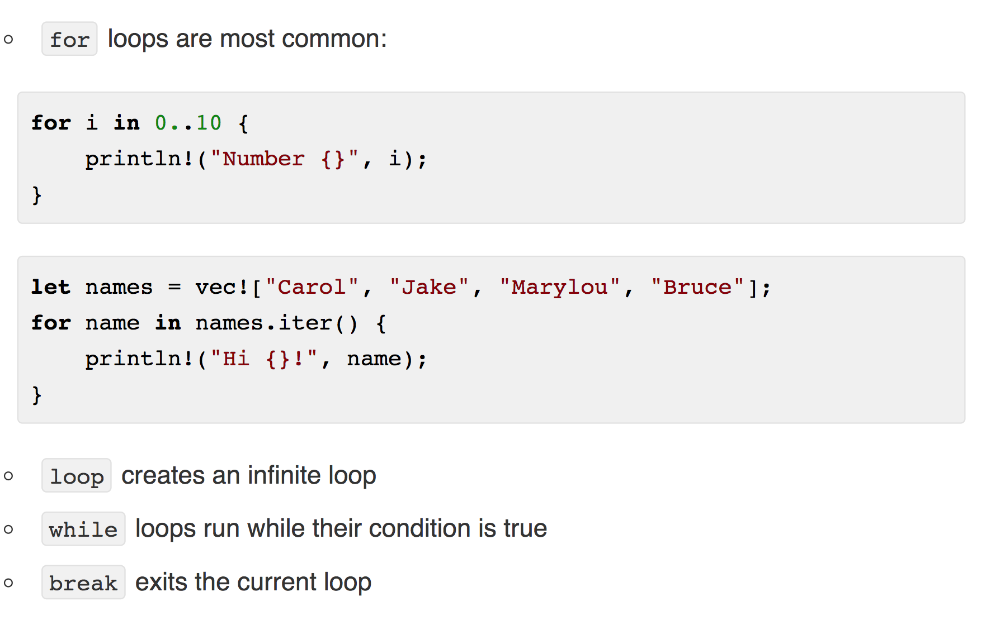 for loops are most common:
for i in 0..10 {
    println!("Number {}", i);
}
let names = vec!["Carol", "Jake", "Marylou", "Bruce"];
for name in names.iter() {
    println!("Hi {}!", name);
}
loop creates an infinite loop
while loops run while their condition is true
break exits the current loop